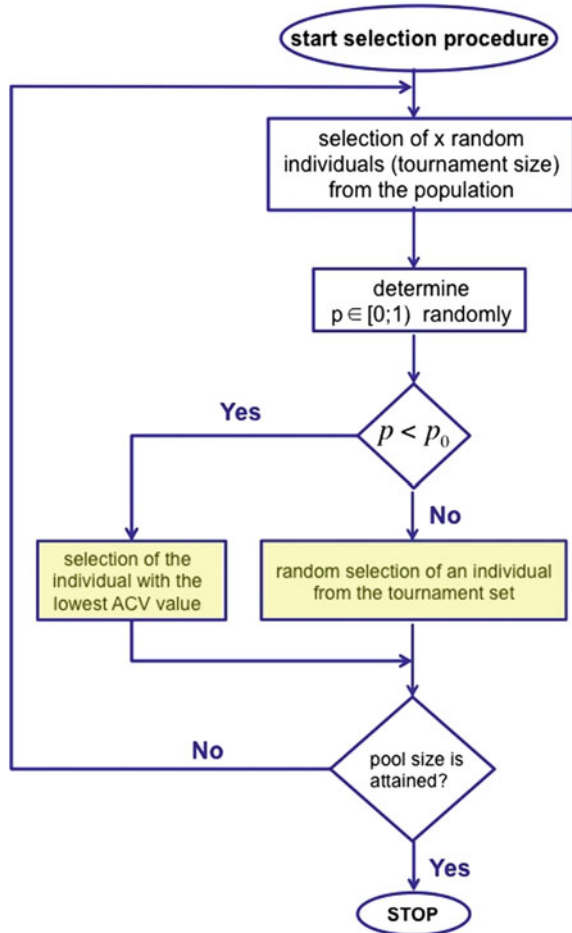 start selection procedure
selection of x random
individuals (tournament size)
from the population
determine
p ∈ [0;1) randomly
Yes
p < p₀
No
selection of the
individual with the
lowest ACV value
random selection of an individual
from the tournament set
No
pool size is
attained?
Yes
STOP